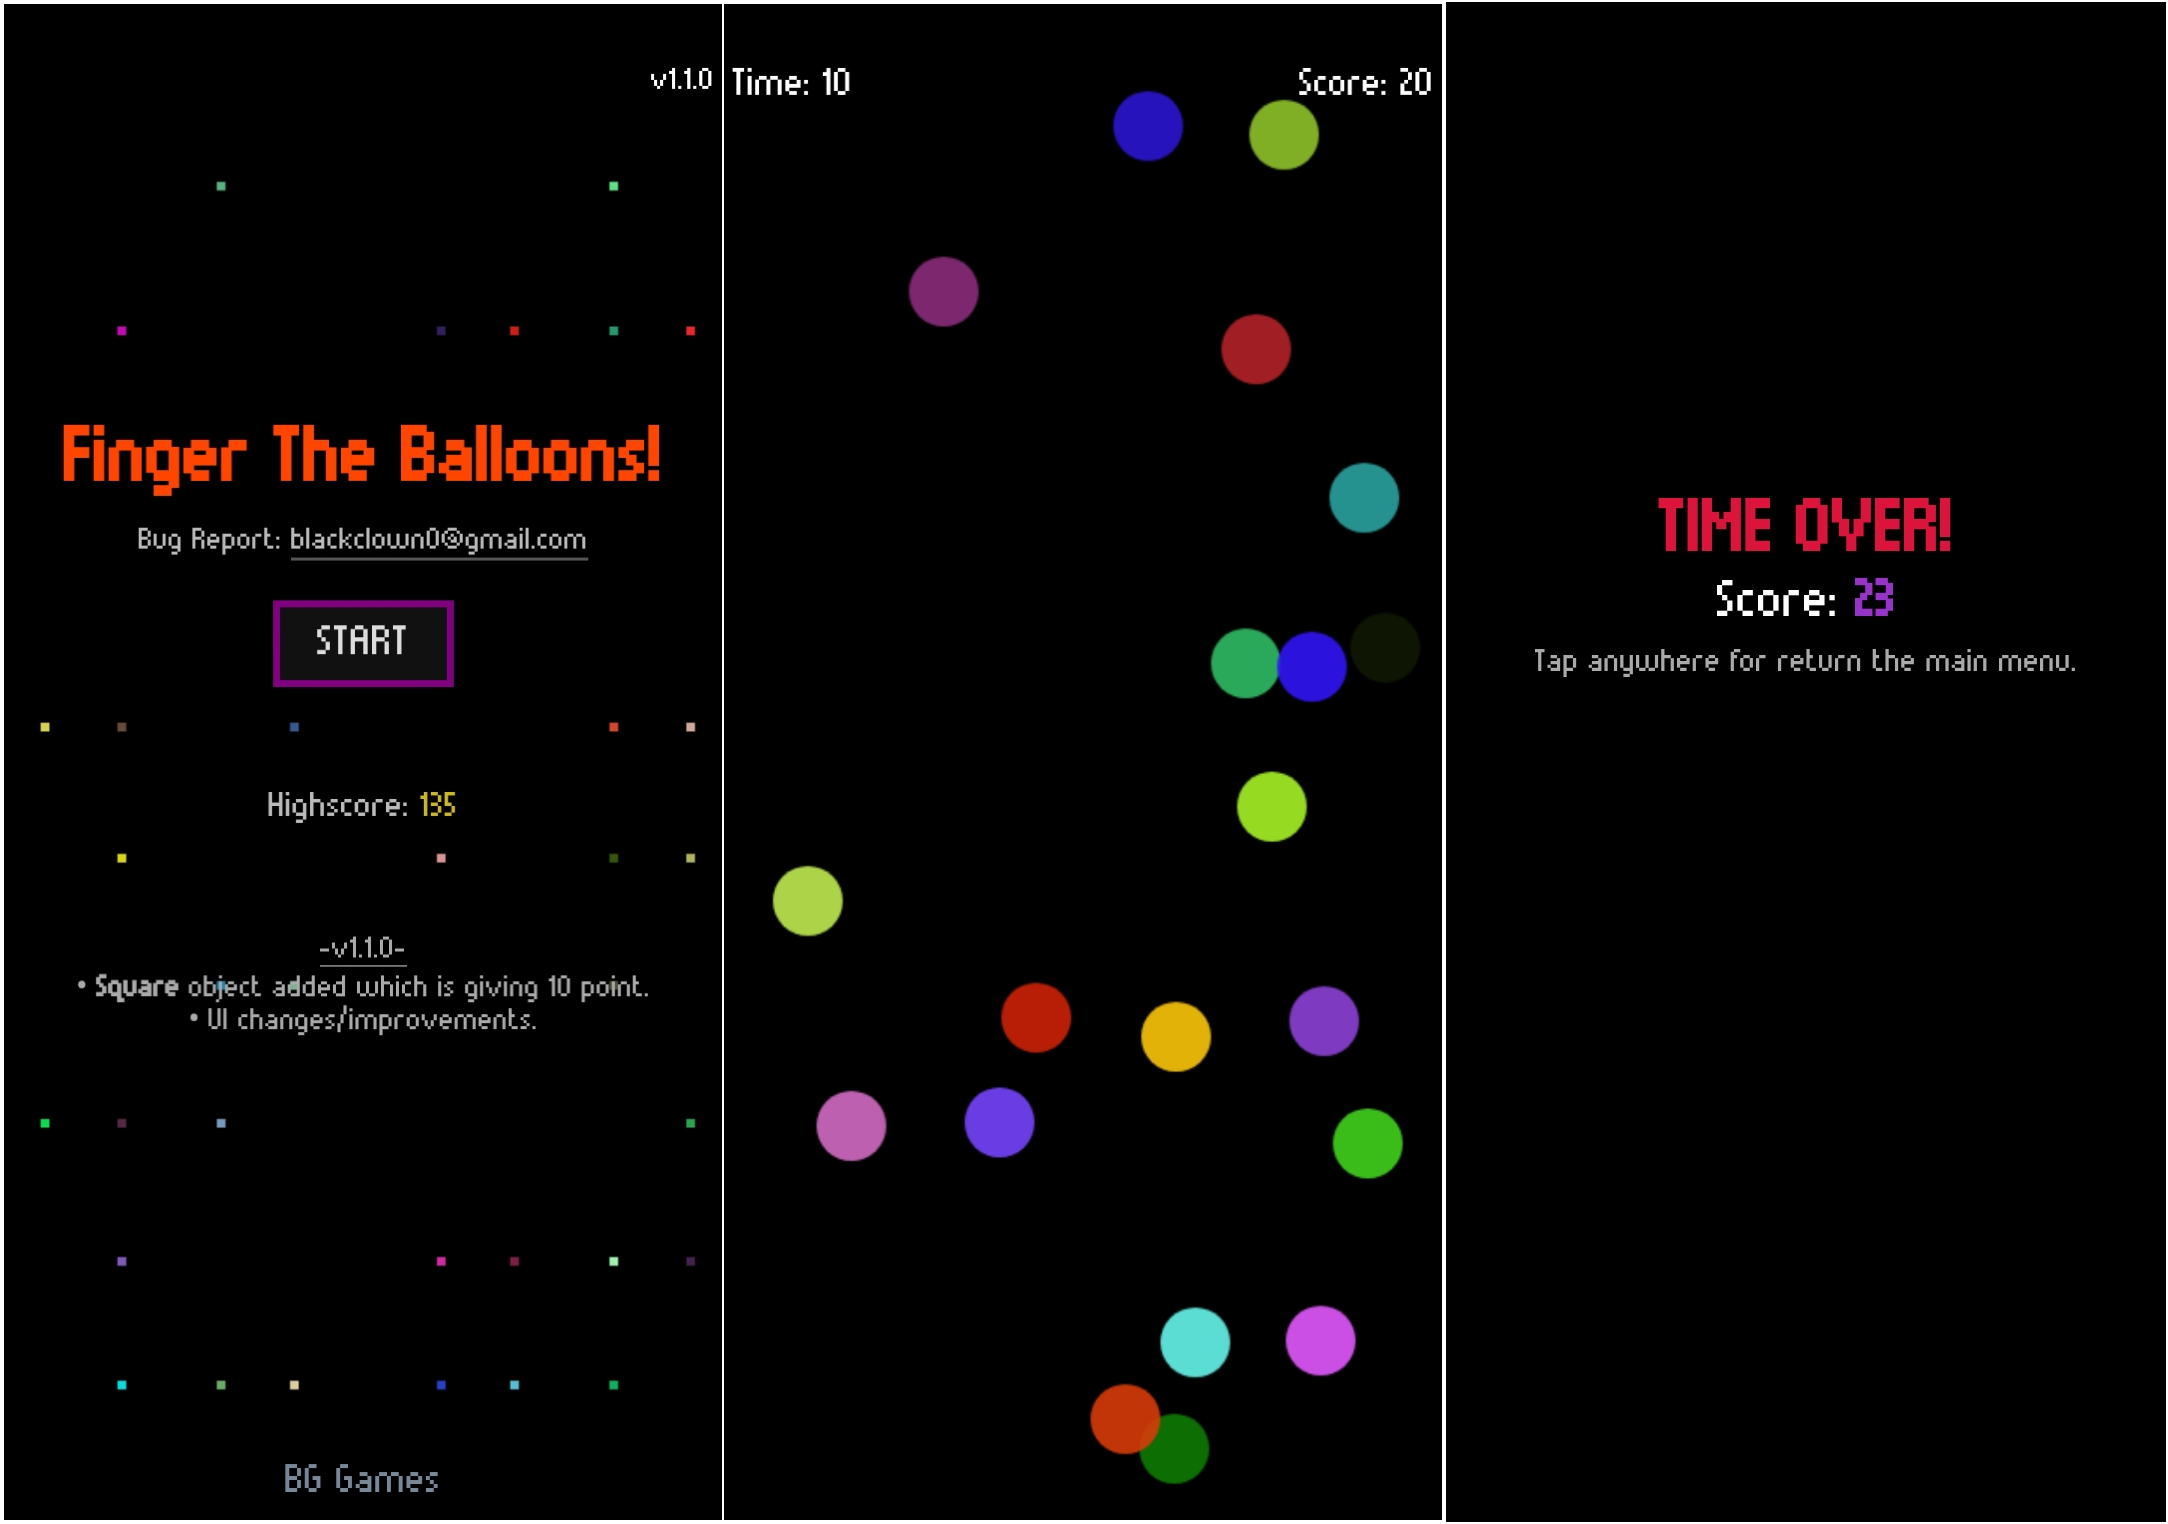 v1.1.0
Finger The Balloons!
Bug Report: blackclown0@gmail.com
START
Highscore: 135
-v1.1.0-
• Square object added which is giving 10 point.
• UI changes/improvements.
BG Games
Time: 10
Score: 20
TIME OVER!
Score: 23
Tap anywhere for return the main menu.